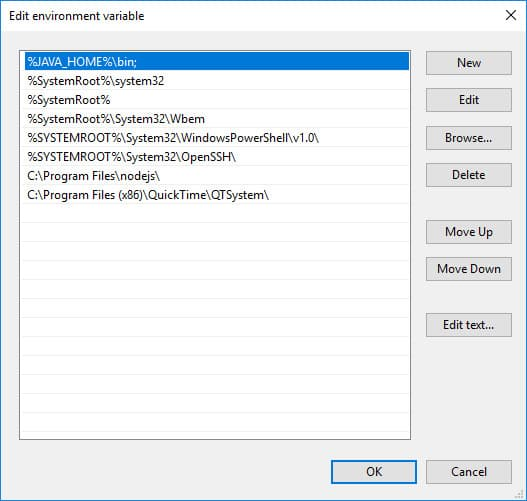 Edit environment variable
%JAVA_HOME%\bin;
%SystemRoot%\system32
%SystemRoot%
%SystemRoot%\System32\Wbem
%SYSTEMROOT%\System32\WindowsPowerShell\v1.0\
%SYSTEMROOT%\System32\OpenSSH\
C:\Program Files\nodejs\
C:\Program Files (x86)\QuickTime\QTSystem\
New
Edit
Browse...
Delete
Move Up
Move Down
Edit text...
OK
Cancel